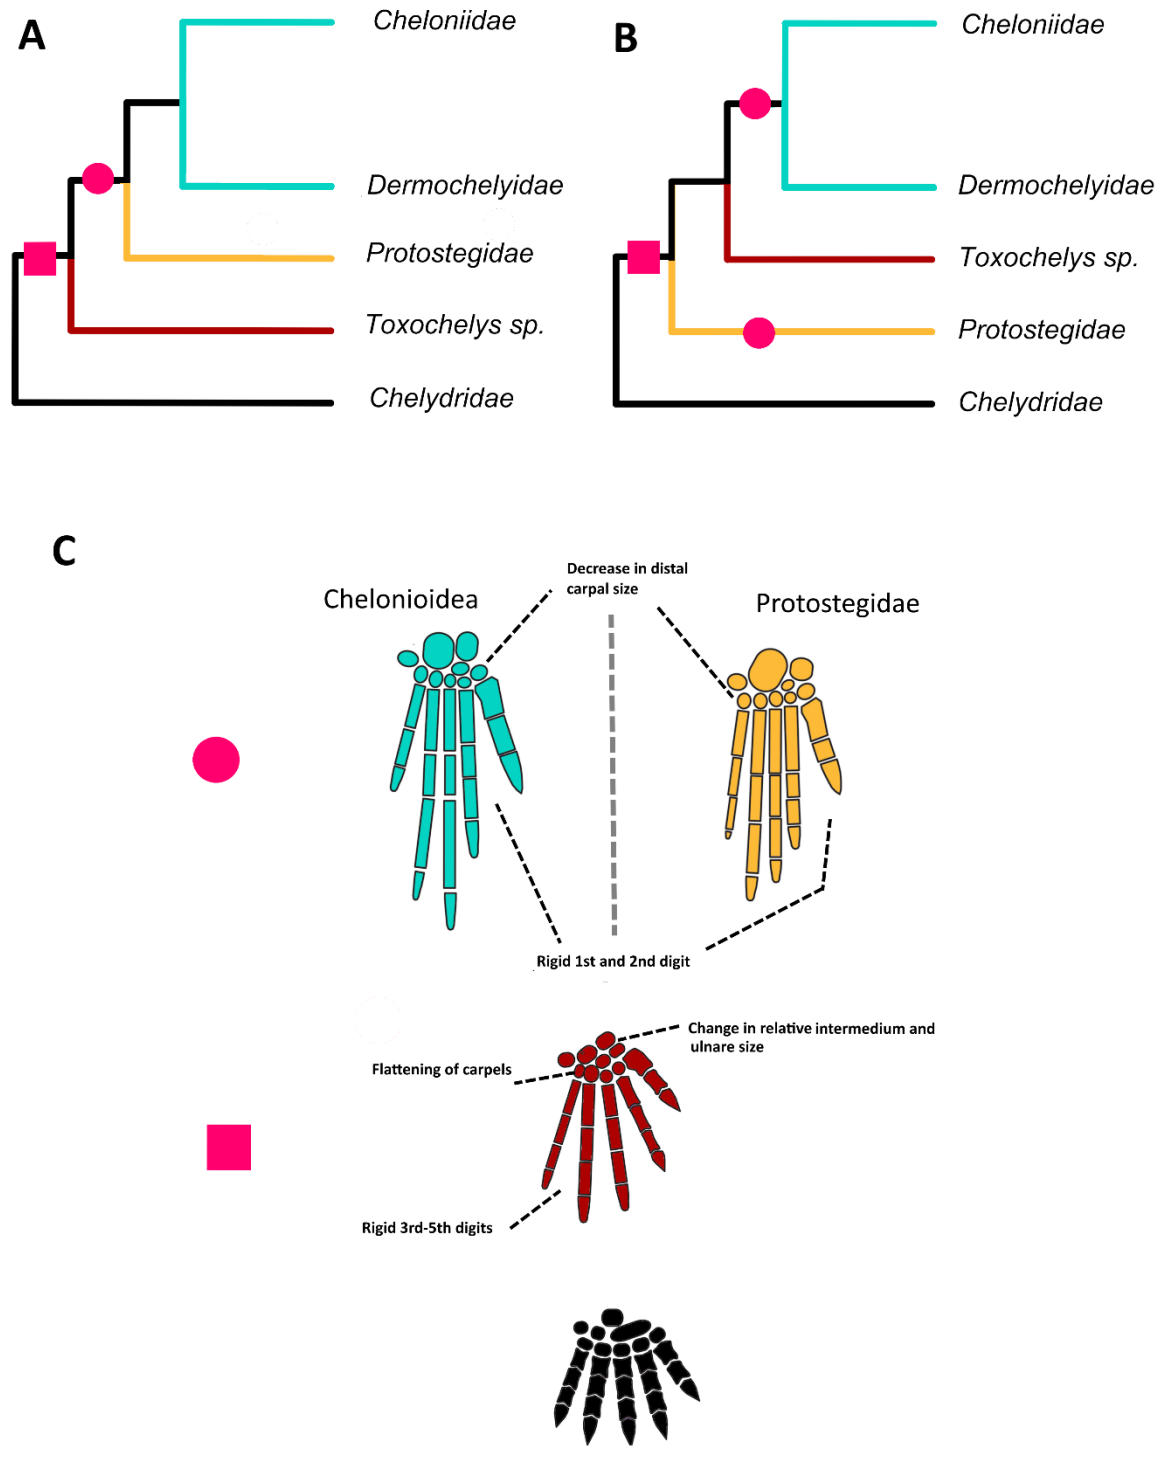 A
Cheloniidae
Dermochelyidae
Protostegidae
Toxochelys sp.
Chelydridae
B
Cheloniidae
Dermochelyidae
Toxochelys sp.
Protostegidae
Chelydridae
C
Decrease in distal
carpal size
Chelonioidea
Protostegidae
Rigid 1st and 2nd digit
Change in relative intermedium and
ulnare size
Flattening of carpels
Rigid 3rd-5th digits